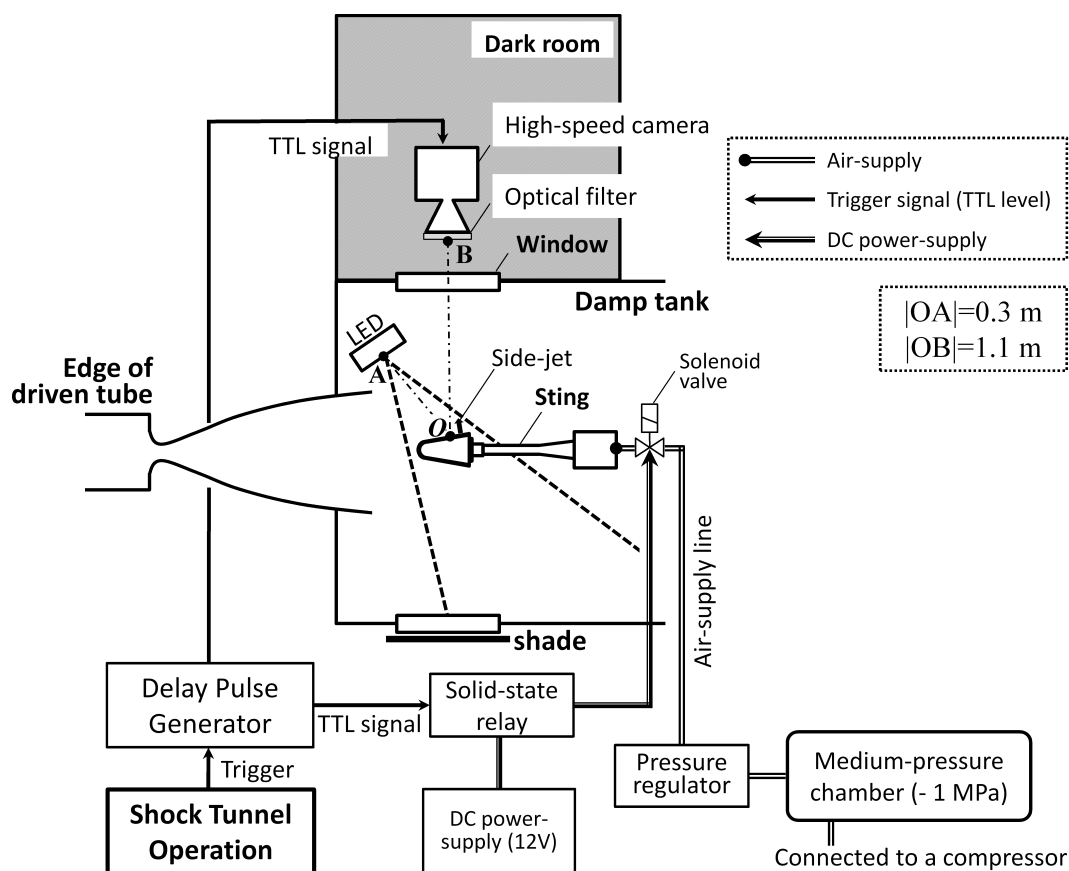 Dark room
High-speed camera
TTL signal
Optical filter
B
Window
Damp tank
Air-supply
Trigger signal (TTL level)
DC power-supply
|OA|=0.3 m
|OB|=1.1 m
LED
A
Edge of
driven tube
Side-jet
O
Sting
Solenoid
valve
Air-supply line
shade
Delay Pulse
Generator
TTL signal
Solid-state
relay
Trigger
Shock Tunnel
Operation
DC power-
supply (12V)
Pressure
regulator
Medium-pressure
chamber (- 1 MPa)
Connected to a compressor